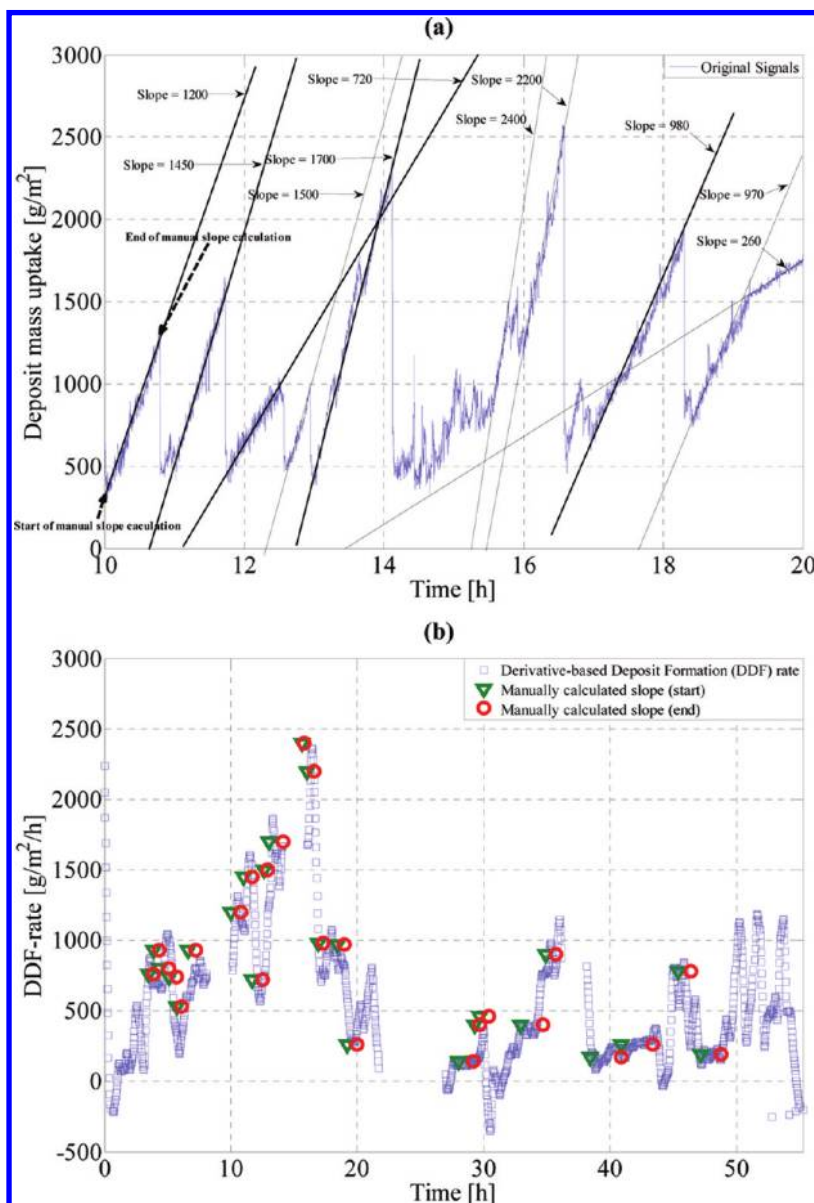 (a)
3000
2500
2000
1500
1000
500
0
Deposit mass uptake [g/m²]
Slope = 1200
Slope = 1450
Slope = 720
Slope = 1700
Slope = 1500
Slope = 2200
Slope = 2400
Original Signals
Slope = 980
Slope = 970
Slope = 260
End of manual slope calculation
Start of manual slope caculation
10 12 14 16 18 20
Time [h]
(b)
3000
2500
2000
1500
1000
500
0
-500
DDF-rate [g/m²/h]
Derivative-based Deposit Formation (DDF) rate
Manually calculated slope (start)
Manually calculated slope (end)
0 10 20 30 40 50
Time [h]